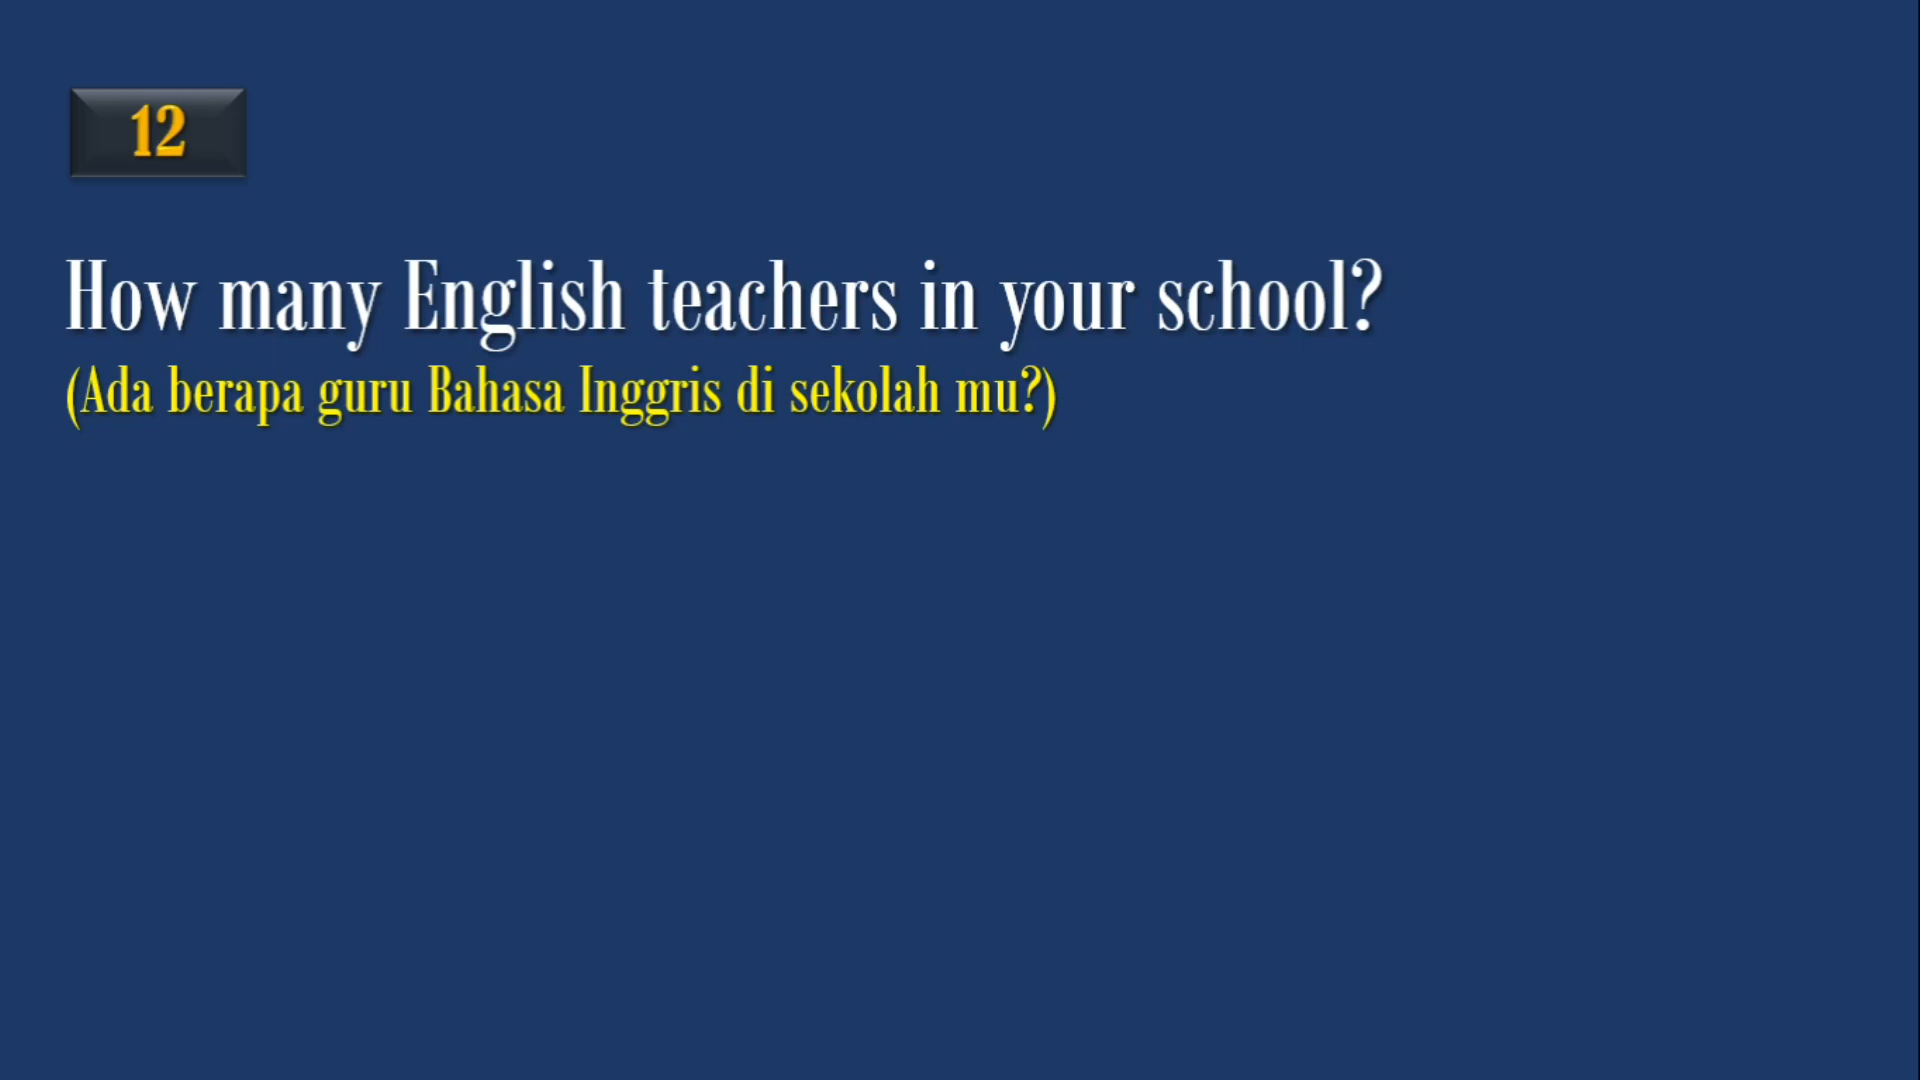 12
How many English teachers in your school?
(Ada berapa guru Bahasa Inggris di sekolah mu?)